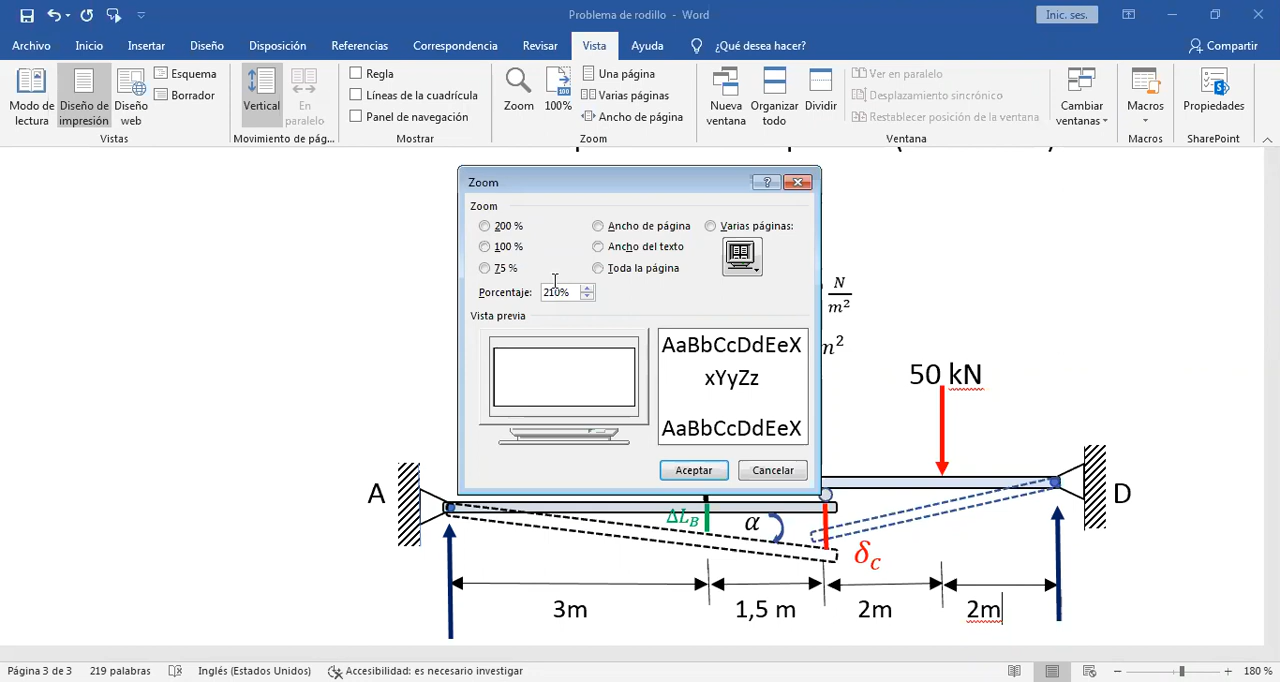 Problema de rodillo - Word
Inic. ses.
Archivo Inicio Insertar Diseño Disposición Referencias Correspondencia Revisar Vista Ayuda ¿Qué desea hacer? Compartir
Modo de lectura
Diseño de impresión
Diseño web
Esquema
Borrador
Vistas
Vertical
En paralelo
Movimiento de pág...
Regla
Líneas de la cuadrícula
Panel de navegación
Mostrar
Zoom
100%
100
Una página
Varias páginas
Ancho de página
Zoom
Nueva ventana
Organizar todo
Dividir
Ver en paralelo
Desplazamiento sincrónico
Restablecer posición de la ventana
Cambiar ventanas
Ventana
Macros
Macros
Propiedades
SharePoint
Zoom
Zoom
200 %
100 %
75 %
Ancho de página
Ancho del texto
Toda la página
Varias páginas:
Porcentaje: 210%
Vista previa
AaBbCcDdEeX
xYyZz
AaBbCcDdEeX
Aceptar
Cancelar
N
m²
m²
50 kN
A
D
ΔL_B
α
δ_C
3m
1,5 m
2m
2m
Página 3 de 3 219 palabras Inglés (Estados Unidos) Accesibilidad: es necesario investigar 180 %